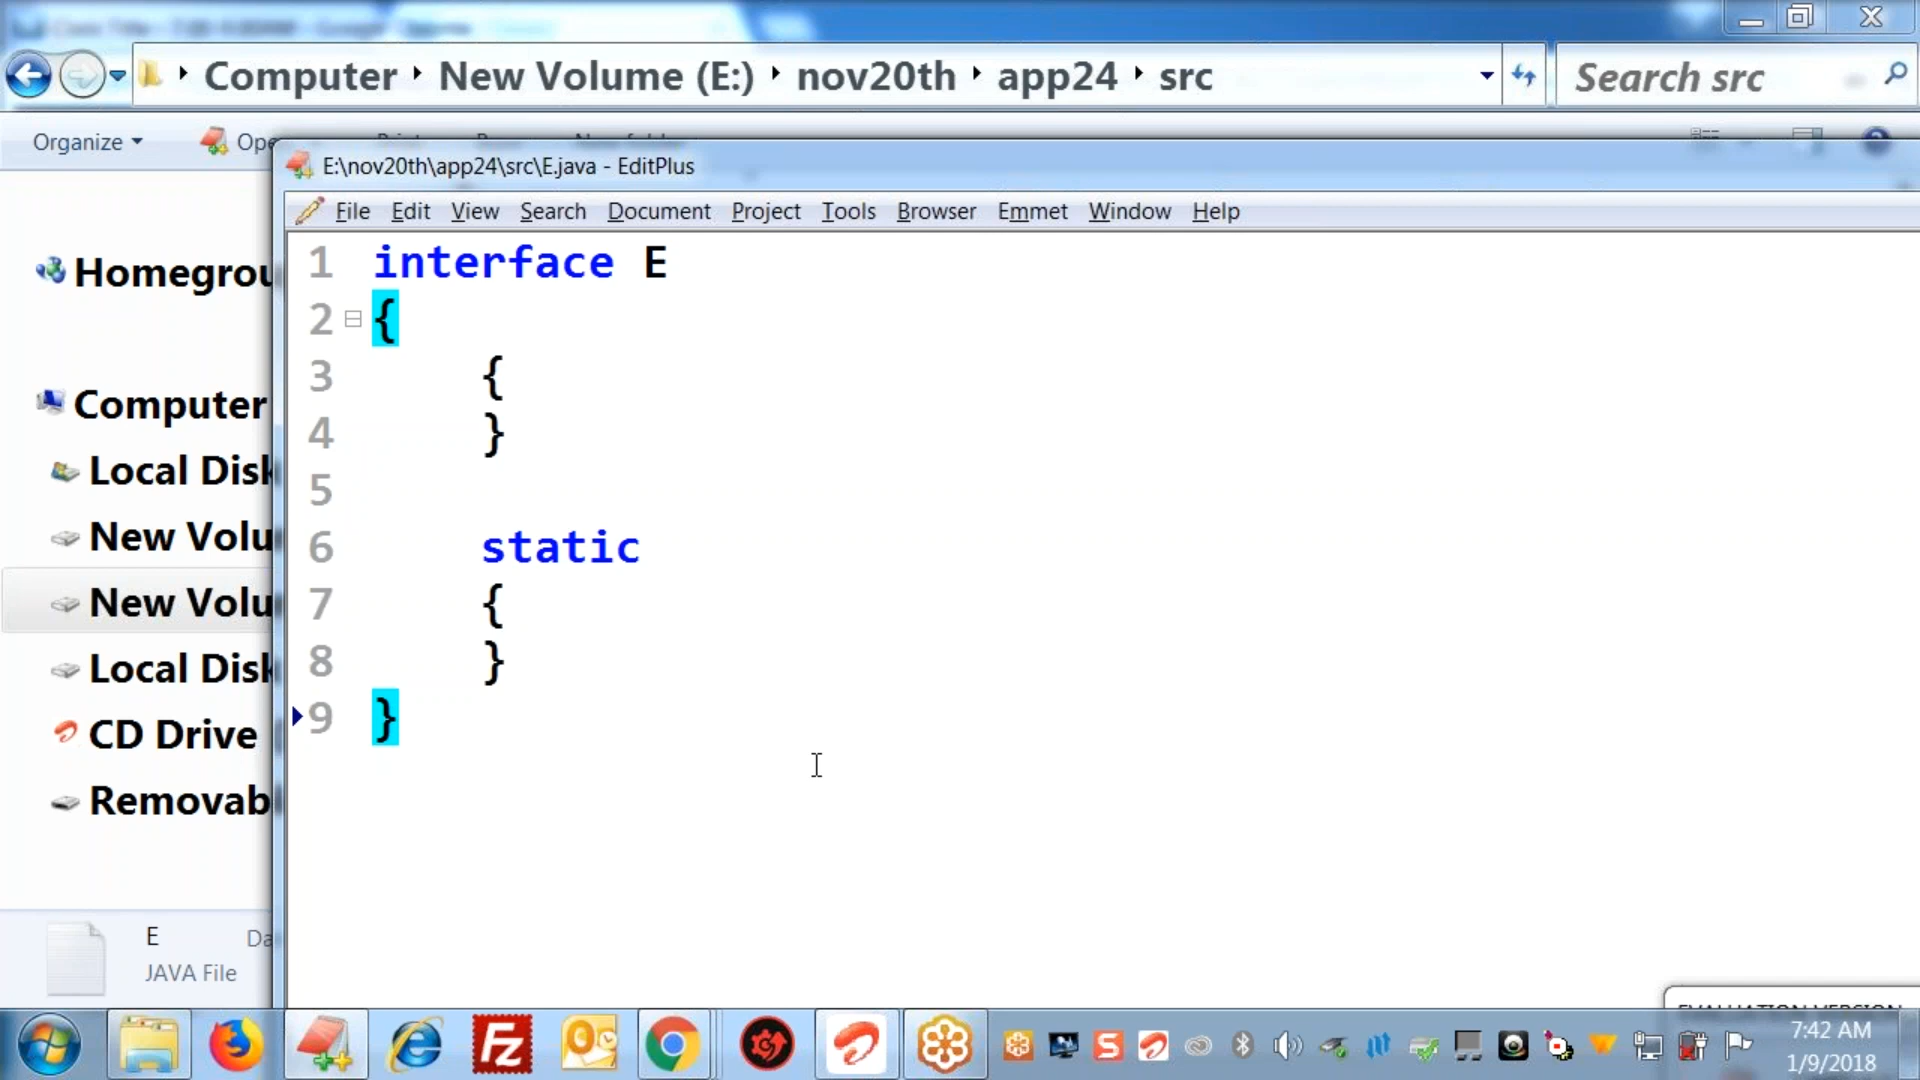 Computer New Volume (E:) nov20th app24 src
Search src
Organize
E:\nov20th\app24\src\E.java - EditPlus
File Edit View Search Document Project Tools Browser Emmet Window Help
Homegrou
Computer
Local Disk
New Volu
New Volu
Local Disk
CD Drive
Removab
1 interface E
2 {
3 {
4 }
5
6 static
7 {
8 }
9 }
E
JAVA File
7:42 AM
1/9/2018